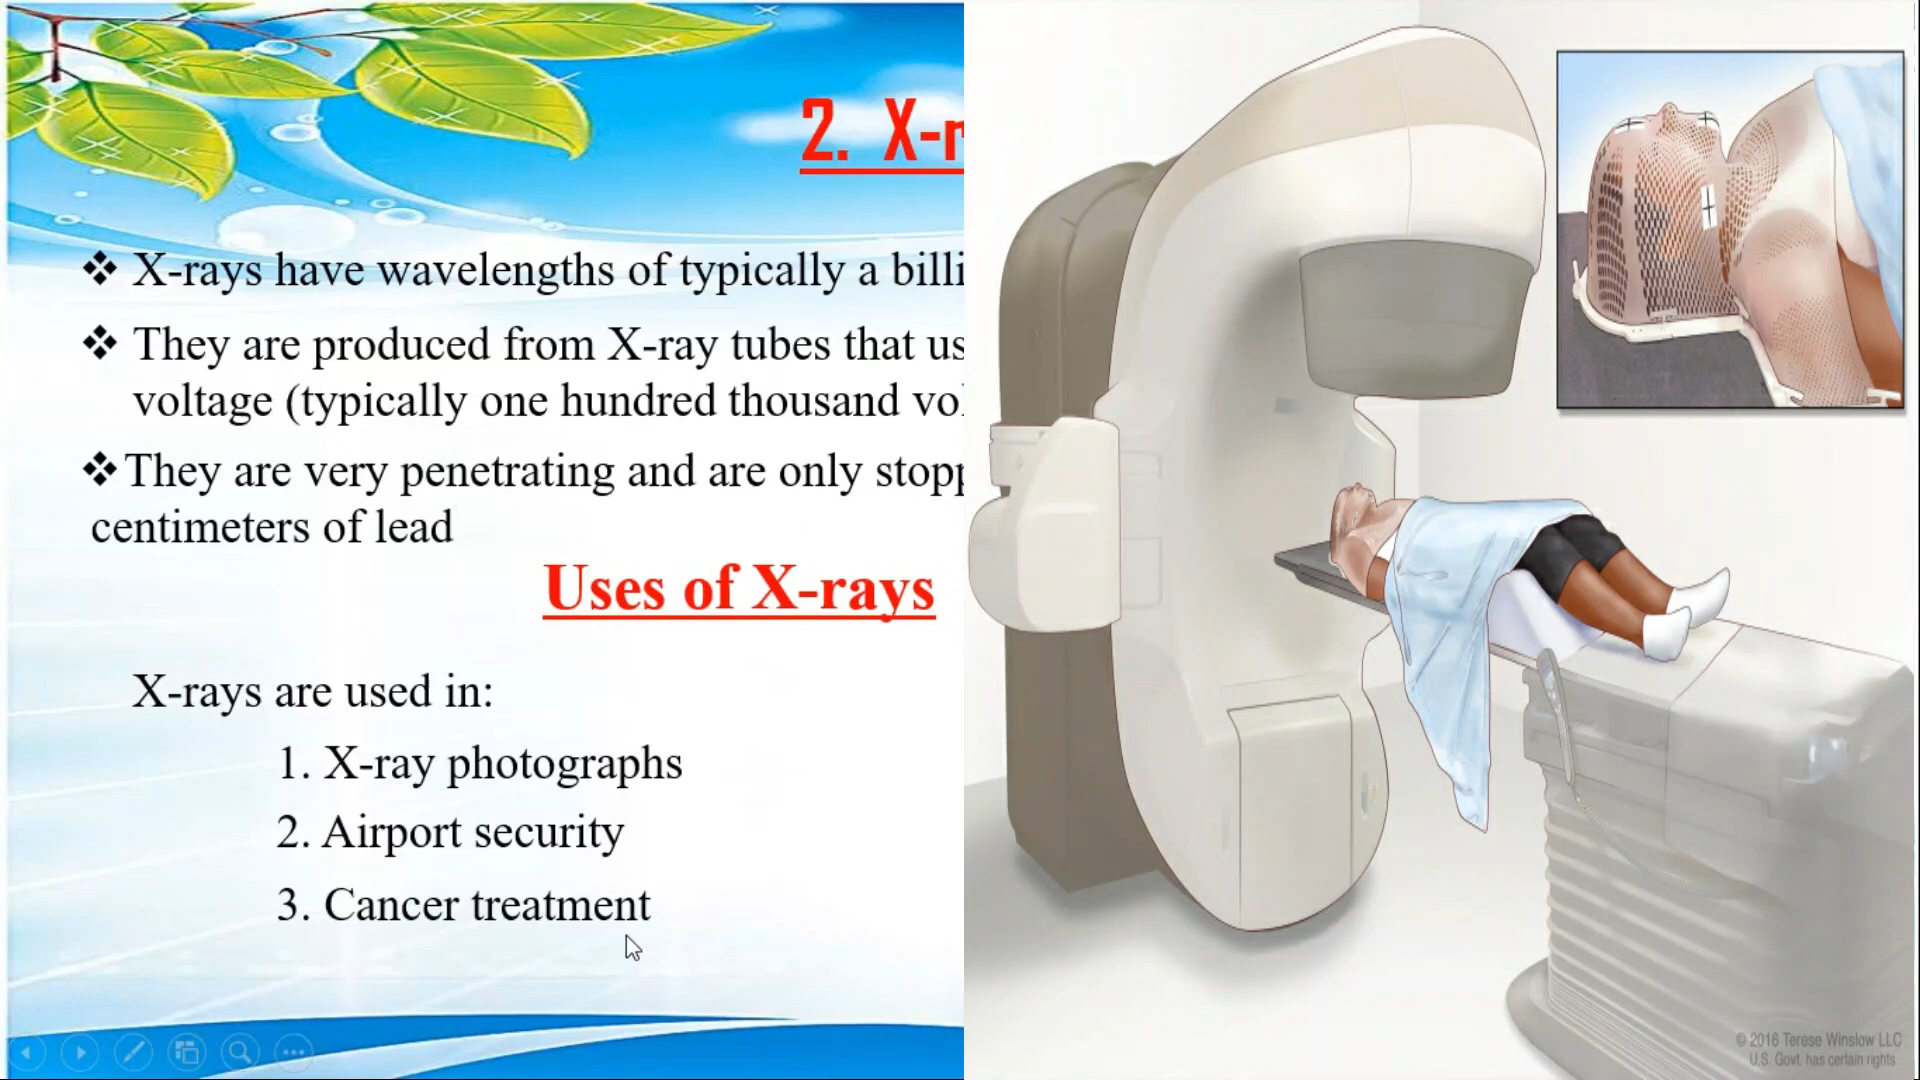 2. X-r
❖ X-rays have wavelengths of typically a billi
❖ They are produced from X-ray tubes that us
voltage (typically one hundred thousand vol
❖They are very penetrating and are only stopp
centimeters of lead
Uses of X-rays
X-rays are used in:
1. X-ray photographs
2. Airport security
3. Cancer treatment
© 2016 Terese Winslow LLC
U.S. Govt. has certain rights